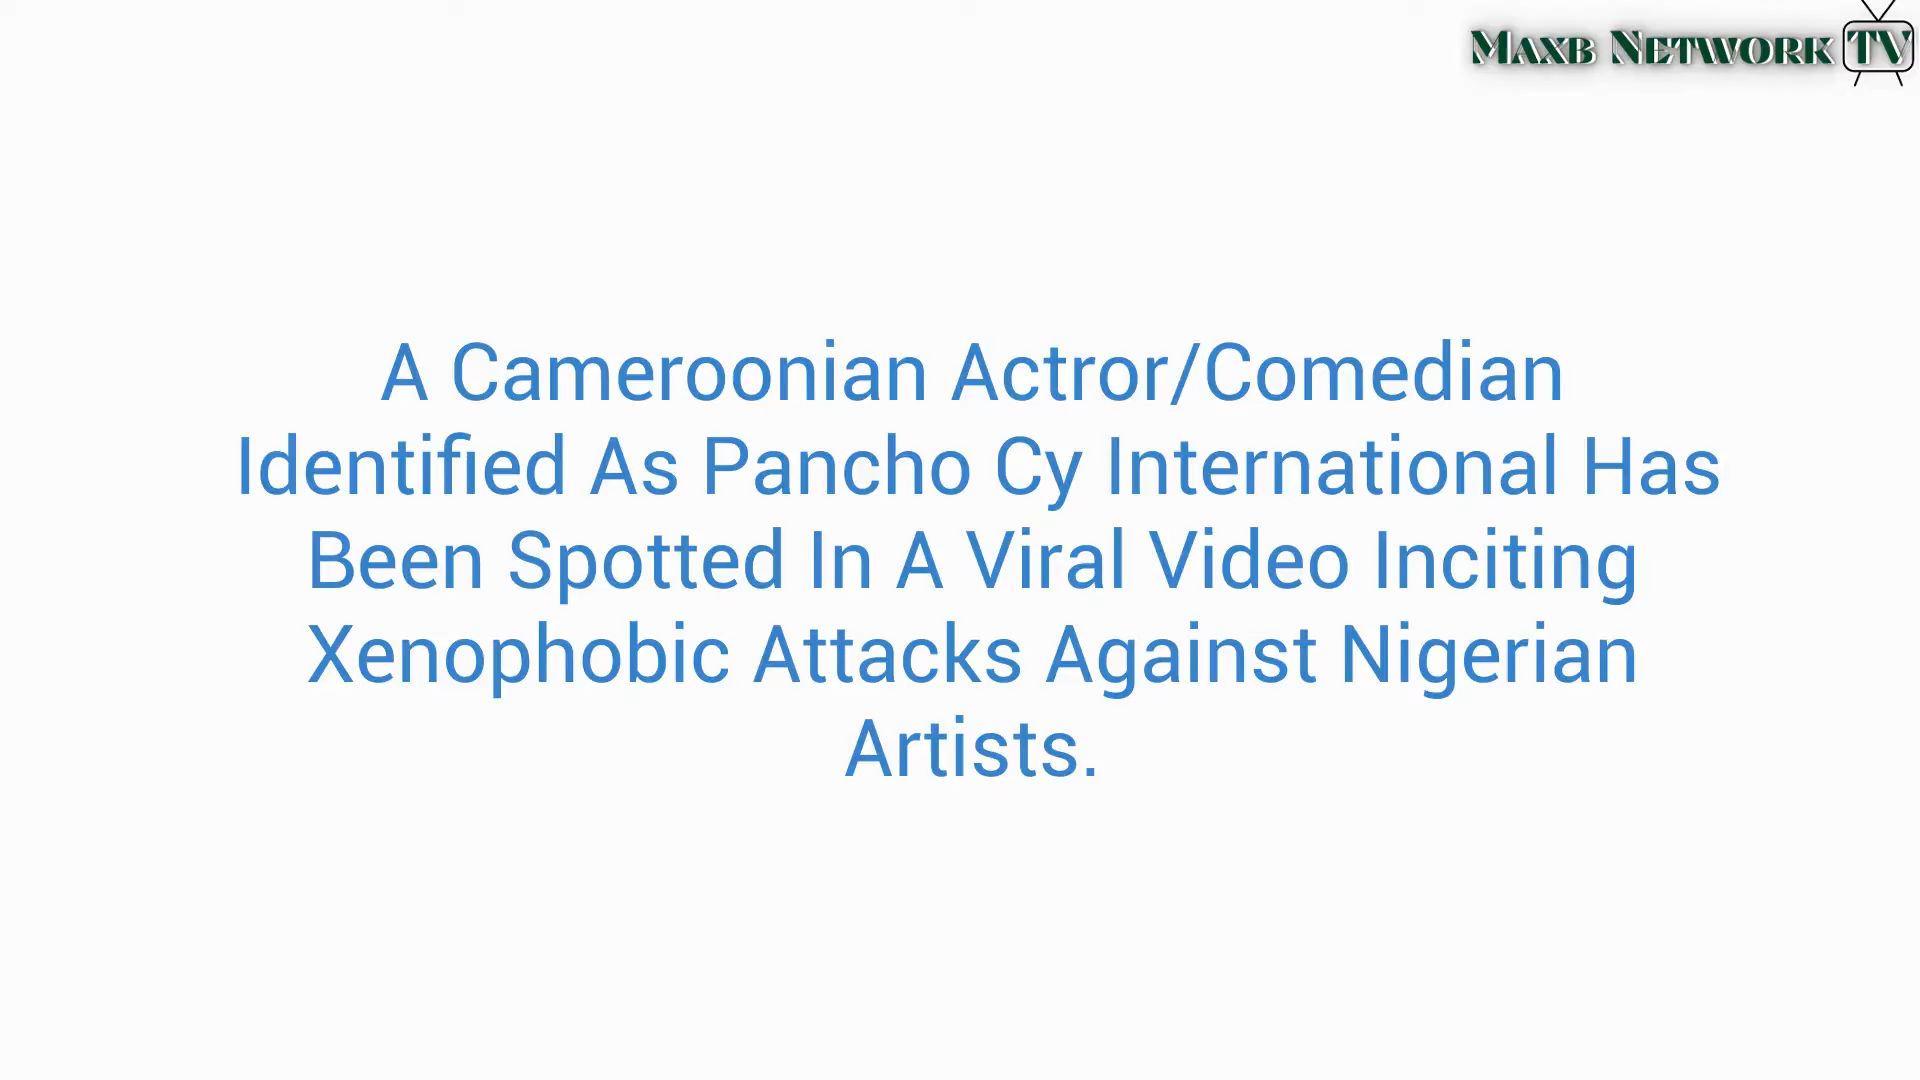 Maxb Network TV
A Cameroonian Actror/Comedian
Identified As Pancho Cy International Has
Been Spotted In A Viral Video Inciting
Xenophobic Attacks Against Nigerian
Artists.